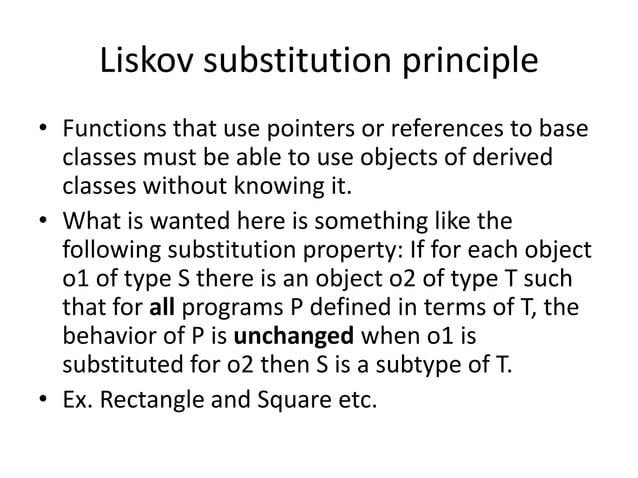 Liskov substitution principle
• Functions that use pointers or references to base
classes must be able to use objects of derived
classes without knowing it.
• What is wanted here is something like the
following substitution property: If for each object
o1 of type S there is an object o2 of type T such
that for all programs P defined in terms of T, the
behavior of P is unchanged when o1 is
substituted for o2 then S is a subtype of T.
• Ex. Rectangle and Square etc.